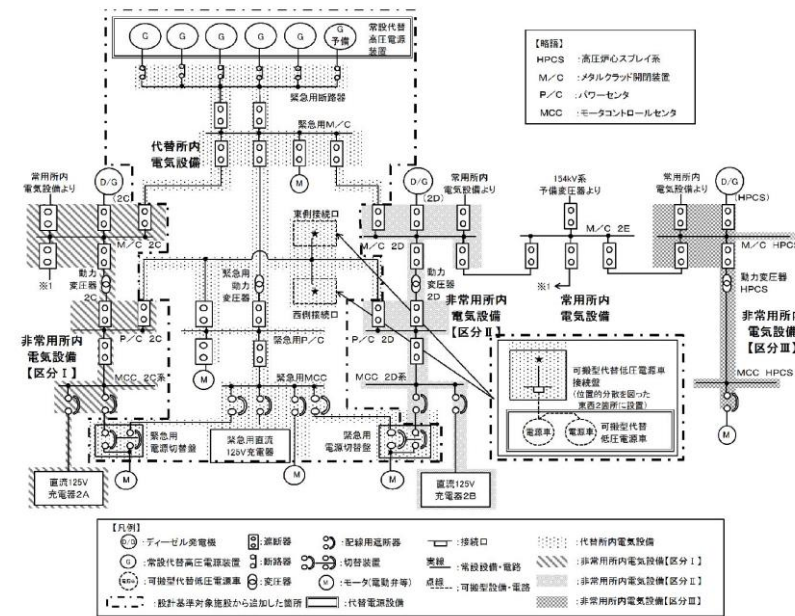 G
G
G
G
G
G
予備
常設代替
高圧電源
装置
緊急用断路器
緊急用M/C
代替所内
電気設備
M
【略語】
HPCS :高圧炉心スプレイ系
M/C :メタルクラッド開閉装置
P/C :パワーセンタ
MCC :モータコントロールセンタ
常用所内
電気設備より
D/G
(2C)
D/G
(2D)
常用所内
電気設備より
154kV系
予備変圧器より
常用所内
電気設備より
D/G
(HPCS)
東側接続口
★
西側接続口
★
M/C 2C
M/C 2D
M/C 2E
M/C HPCS
※1
※1
動力
変圧器
2C
緊急用
動力
変圧器
動力
変圧器
2D
動力変圧器
HPCS
非常用所内
電気設備
【区分Ⅰ】
非常用所内
電気設備
【区分Ⅱ】
常用所内
電気設備
非常用所内
電気設備
【区分Ⅲ】
P/C 2C
緊急用P/C
P/C 2D
M
MCC 2C系
緊急用MCC
MCC 2D系
MCC HPCS
M
★
可搬型代替低圧電源車
接続盤
(位置的分散を図った
東西2箇所に設置)
電源車
電源車
可搬型代替
低圧電源車
緊急用
電源切替盤
緊急用直流
125V充電器
緊急用
電源切替盤
直流125V
充電器2A
M
M
M
直流125V
充電器2B
【凡例】
D/G :ディーゼル発電機
:遮断器
:配線用遮断器
:接続口
:代替所内電気設備
G :常設代替高圧電源装置
:断路器
:切替装置
実線 :常設設備・電路
:非常用所内電気設備【区分Ⅰ】
電源車 :可搬型代替低圧電源車
:変圧器
M :モータ(電動弁等)
点線 :可搬型設備・電路
:非常用所内電気設備【区分Ⅱ】
:設計基準対象施設から追加した箇所
:代替電源設備
:非常用所内電気設備【区分Ⅲ】